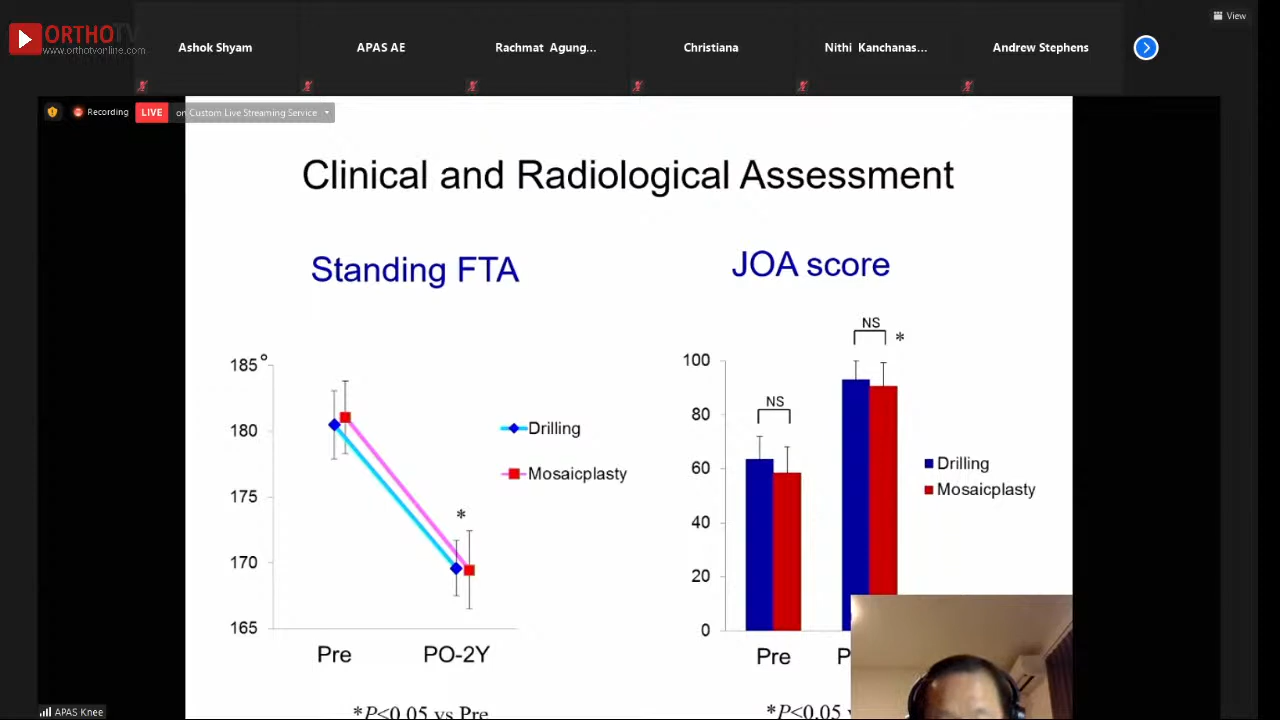 ORTHOTV
www.orthotvonline.com
Ashok Shyam
APAS AE
Rachmat Agung...
Christiana
Nithi Kanchanas...
Andrew Stephens
View
Recording
LIVE
on Custom Live Streaming Service
Clinical and Radiological Assessment
Standing FTA
185°
180
175
170
165
Pre
PO-2Y
Drilling
Mosaicplasty
*
*P<0.05 vs Pre
JOA score
NS
*
NS
100
80
60
40
20
0
Pre
P
Drilling
Mosaicplasty
*P<0.05
APAS Knee